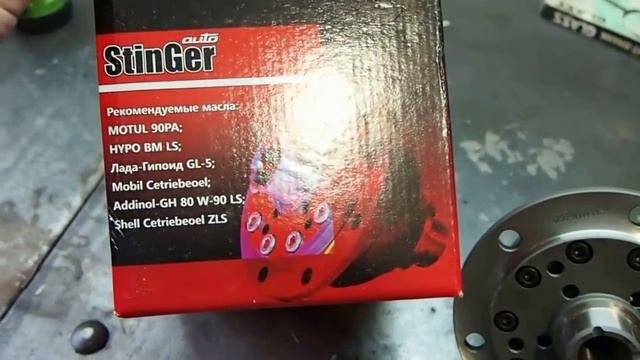 auto
StinGer
Рекомендуемые масла:
MOTUL 90PA;
HYPO BM LS;
Лада-Гипоид GL-5;
Mobil Cetriebeoel;
Addinol-GH 80 W-90 LS;
Shell Cetriebeoel ZLS